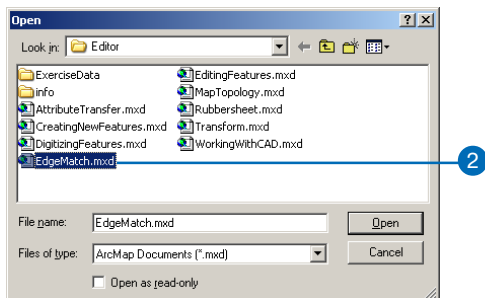 Open
Look in: Editor
ExerciseData
info
AttributeTransfer.mxd
CreatingNewFeatures.mxd
DigitizingFeatures.mxd
EdgeMatch.mxd
EditingFeatures.mxd
MapTopology.mxd
Rubbersheet.mxd
Transform.mxd
WorkingWithCAD.mxd
2
File name: EdgeMatch.mxd Open
Files of type: ArcMap Documents (*.mxd) Cancel
Open as read-only